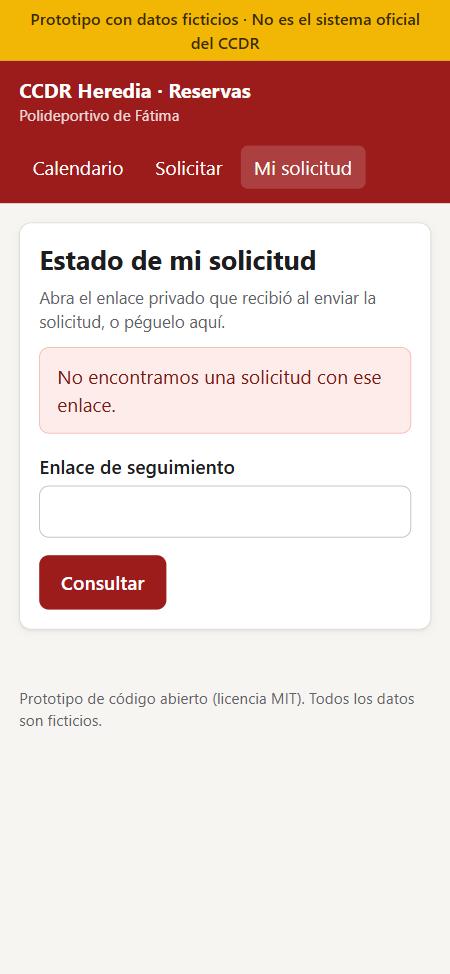 Prototipo con datos ficticios · No es el sistema oficial
del CCDR
CCDR Heredia · Reservas
Polideportivo de Fátima
Calendario
Solicitar
Mi solicitud
Estado de mi solicitud
Abra el enlace privado que recibió al enviar la
solicitud, o péguelo aquí.
No encontramos una solicitud con ese
enlace.
Enlace de seguimiento
Consultar
Prototipo de código abierto (licencia MIT). Todos los datos
son ficticios.